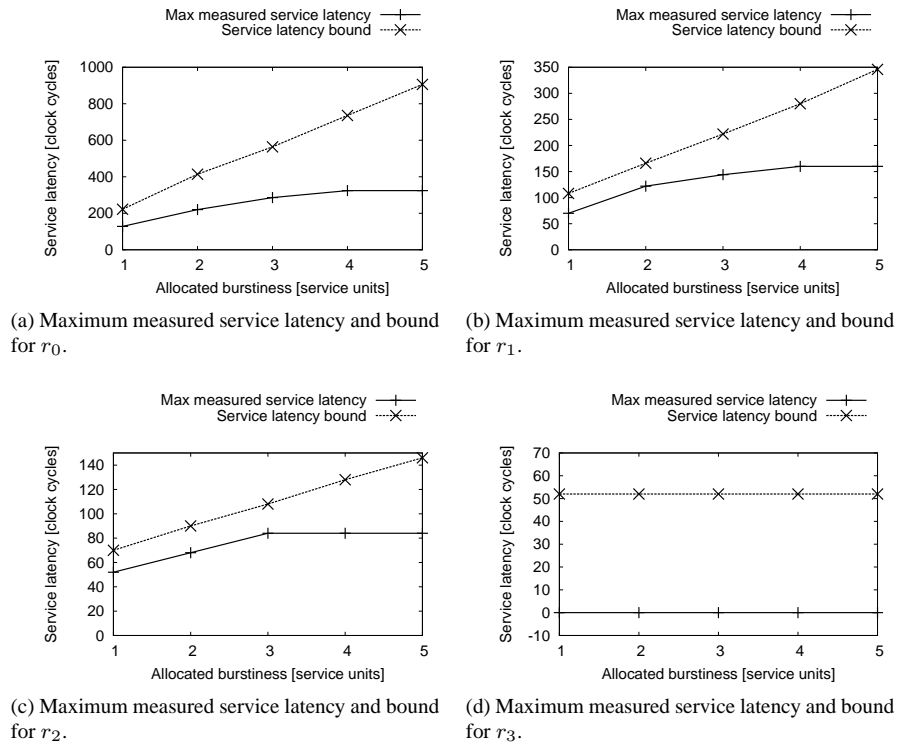 Max measured service latency
Service latency bound
Service latency [clock cycles]
1000
800
600
400
200
0
1 2 3 4 5
Allocated burstiness [service units]
(a) Maximum measured service latency and bound
for r0.
Max measured service latency
Service latency bound
Service latency [clock cycles]
350
300
250
200
150
100
50
0
1 2 3 4 5
Allocated burstiness [service units]
(b) Maximum measured service latency and bound
for r1.
Max measured service latency
Service latency bound
Service latency [clock cycles]
140
120
100
80
60
40
20
0
1 2 3 4 5
Allocated burstiness [service units]
(c) Maximum measured service latency and bound
for r2.
Max measured service latency
Service latency bound
Service latency [clock cycles]
70
60
50
40
30
20
10
0
-10
1 2 3 4 5
Allocated burstiness [service units]
(d) Maximum measured service latency and bound
for r3.